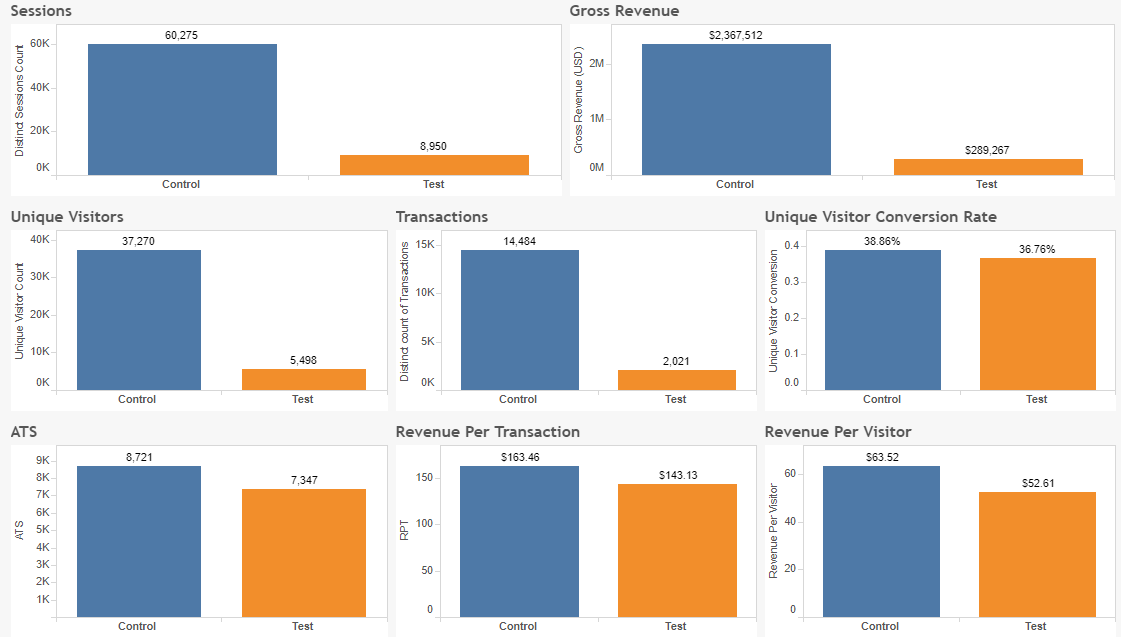 Sessions
Distinct Sessions Count
60K
40K
20K
0K
60,275
8,950
Control
Test
Gross Revenue
Gross Revenue (USD)
2M
1M
0M
$2,367,512
$289,267
Control
Test
Unique Visitors
Unique Visitor Count
40K
30K
20K
10K
0K
37,270
5,498
Control
Test
Transactions
Distinct count of Transactions
15K
10K
5K
0K
14,484
2,021
Control
Test
Unique Visitor Conversion Rate
Unique Visitor Conversion
0.4
0.3
0.2
0.1
0.0
38.86%
36.76%
Control
Test
ATS
ATS
9K
8K
7K
6K
5K
4K
3K
2K
1K
8,721
7,347
Control
Test
Revenue Per Transaction
RPT
150
100
50
0
$163.46
$143.13
Control
Test
Revenue Per Visitor
Revenue Per Visitor
60
40
20
0
$63.52
$52.61
Control
Test